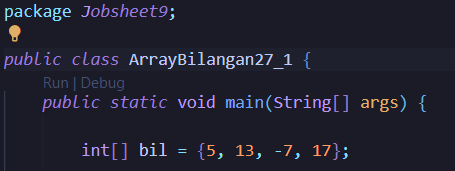 package Jobsheet9;
public class ArrayBilangan27_1 {
Run | Debug
public static void main(String[] args) {
int[] bil = {5, 13, -7, 17};